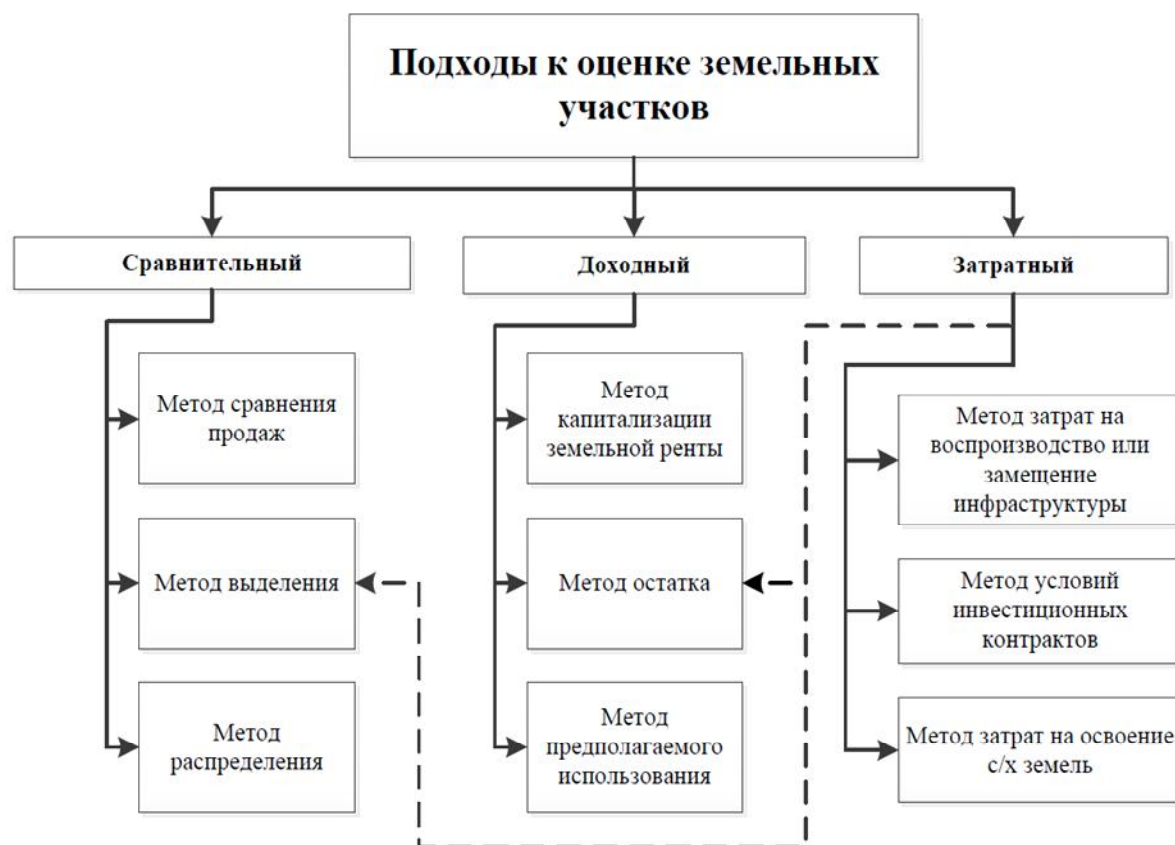 Подходы к оценке земельных
участков
Сравнительный
Доходный
Затратный
Метод сравнения
продаж
Метод выделения
Метод
распределения
Метод
капитализации
земельной ренты
Метод остатка
Метод
предполагаемого
использования
Метод затрат на
воспроизводство или
замещение
инфраструктуры
Метод условий
инвестиционных
контрактов
Метод затрат на освоение
с/х земель